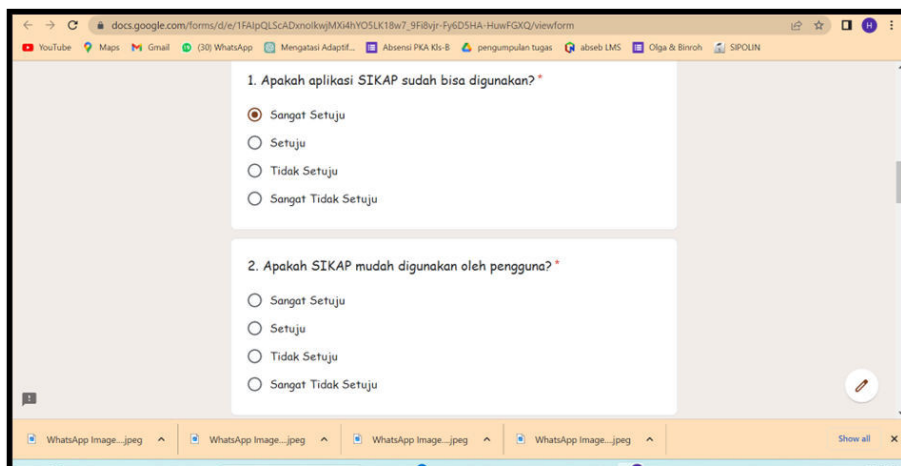 docs.google.com/forms/d/e/1FAIpQLScADxnolkwjMXi4hYO5LK18w7_9Fi8vjr-Fy6D5HA-HuwFGXQ/viewform
H
YouTube Maps Gmail (30) WhatsApp Mengatasi Adaptif... Absensi PKA Kls-B pengumpulan tugas abseb LMS Olga & Binroh SIPOLIN
1. Apakah aplikasi SIKAP sudah bisa digunakan? *
Sangat Setuju
Setuju
Tidak Setuju
Sangat Tidak Setuju
2. Apakah SIKAP mudah digunakan oleh pengguna? *
Sangat Setuju
Setuju
Tidak Setuju
Sangat Tidak Setuju
WhatsApp Image...jpeg WhatsApp Image...jpeg WhatsApp Image...jpeg WhatsApp Image...jpeg Show all